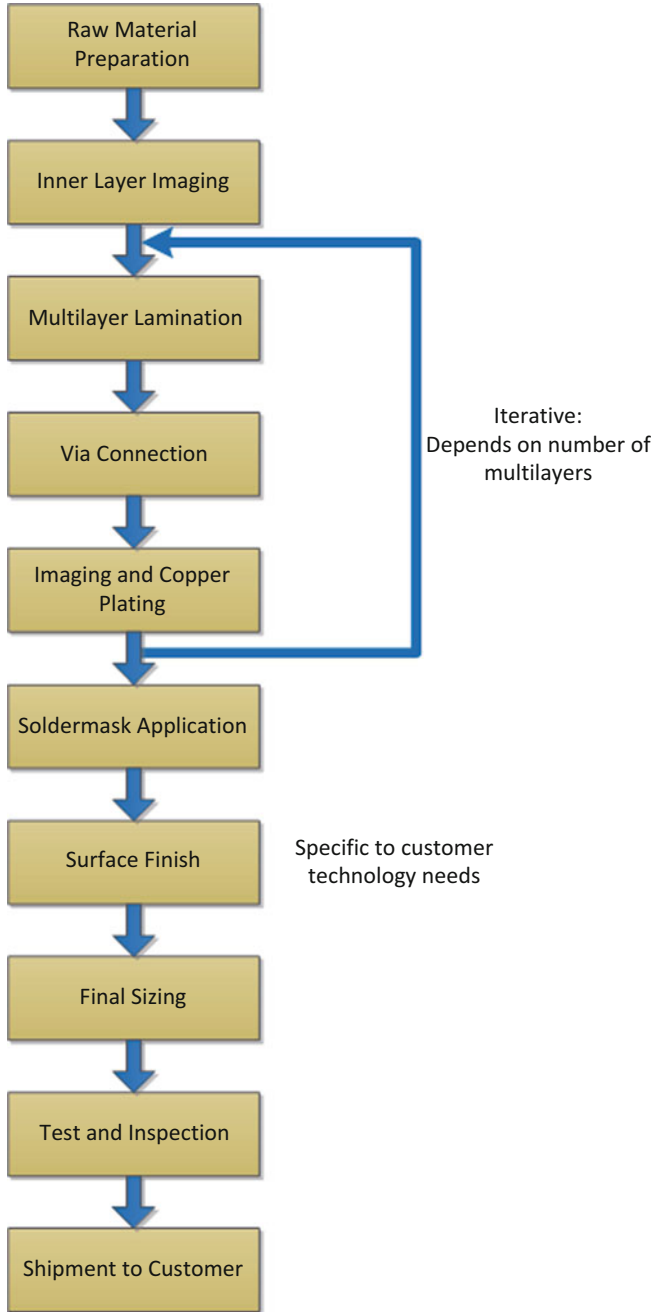 Raw Material
Preparation
Inner Layer Imaging
Multilayer Lamination
Via Connection
Iterative:
Depends on number of
multilayers
Imaging and Copper
Plating
Soldermask Application
Surface Finish
Specific to customer
technology needs
Final Sizing
Test and Inspection
Shipment to Customer